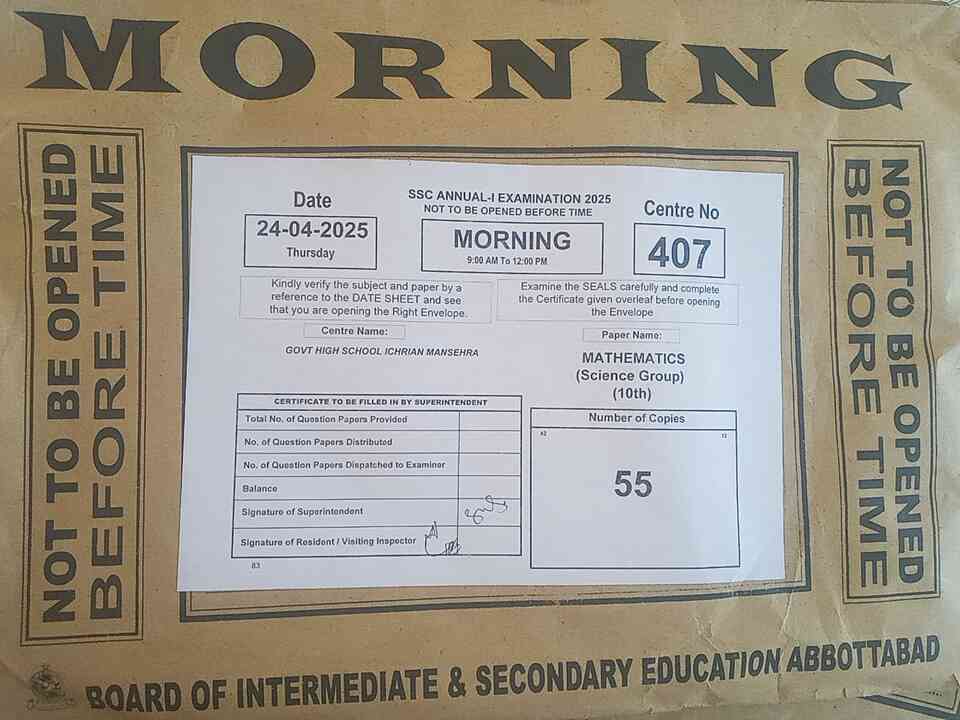 MORNING
NOT TO BE OPENED
BEFORE TIME
Date
24-04-2025
Thursday
SSC ANNUAL-I EXAMINATION 2025
NOT TO BE OPENED BEFORE TIME
MORNING
9:00 AM To 12:00 PM
Centre No
407
Kindly verify the subject and paper by a
reference to the DATE SHEET and see
that you are opening the Right Envelope.
Examine the SEALS carefully and complete
the Certificate given overleaf before opening
the Envelope
Centre Name:
GOVT HIGH SCHOOL ICHRIAN MANSEHRA
Paper Name:
MATHEMATICS
(Science Group)
(10th)
CERTIFICATE TO BE FILLED IN BY SUPERINTENDENT
Total No. of Question Papers Provided
No. of Question Papers Distributed
No. of Question Papers Dispatched to Examiner
Balance
Signature of Superintendent
Signature of Resident / Visiting Inspector
83
Number of Copies
55
NOT TO BE OPENED
BEFORE TIME
BOARD OF INTERMEDIATE & SECONDARY EDUCATION ABBOTTABAD